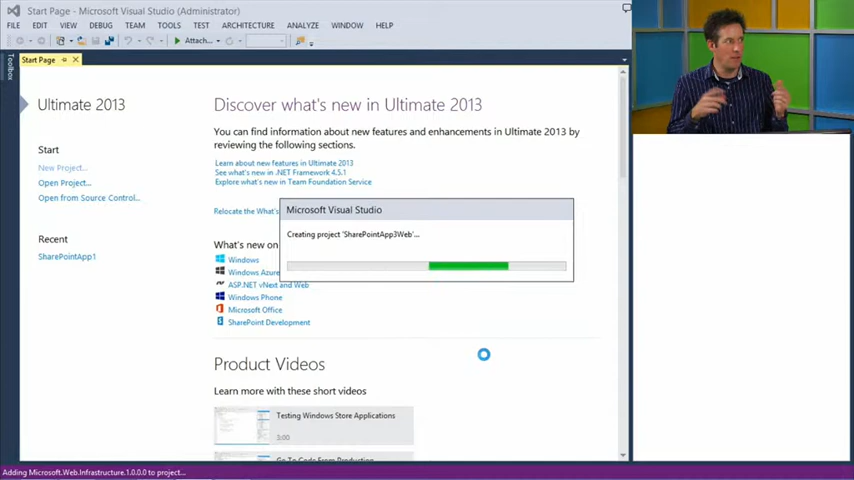 Start Page - Microsoft Visual Studio (Administrator)
FILE EDIT VIEW DEBUG TEAM TOOLS TEST ARCHITECTURE ANALYZE WINDOW HELP
Attach...
Toolbox
Start Page
Ultimate 2013
Start
New Project...
Open Project...
Open from Source Control...
Recent
SharePointApp1
Discover what's new in Ultimate 2013
You can find information about new features and enhancements in Ultimate 2013 by
reviewing the following sections.
Learn about new features in Ultimate 2013
See what's new in .NET Framework 4.5.1
Explore what's new in Team Foundation Service
Relocate the What's
What's new on
Windows
Windows Azure
ASP.NET vNext and Web
Windows Phone
Microsoft Office
SharePoint Development
Microsoft Visual Studio
Creating project 'SharePointApp3Web'...
Product Videos
Learn more with these short videos
Testing Windows Store Applications
3:00
Go To Code From Production
Adding Microsoft.Web.Infrastructure.1.0.0.0 to project...